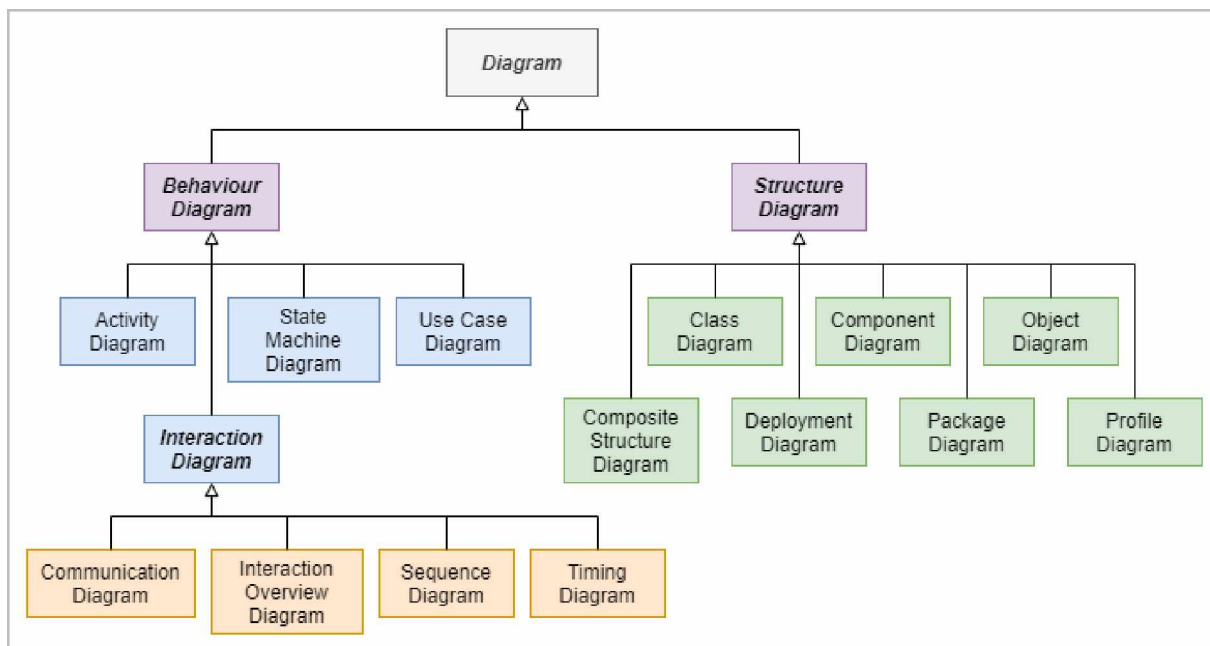 Diagram
Behaviour
Diagram
Structure
Diagram
Activity
Diagram
State
Machine
Diagram
Use Case
Diagram
Class
Diagram
Component
Diagram
Object
Diagram
Composite
Structure
Diagram
Deployment
Diagram
Package
Diagram
Profile
Diagram
Interaction
Diagram
Communication
Diagram
Interaction
Overview
Diagram
Sequence
Diagram
Timing
Diagram